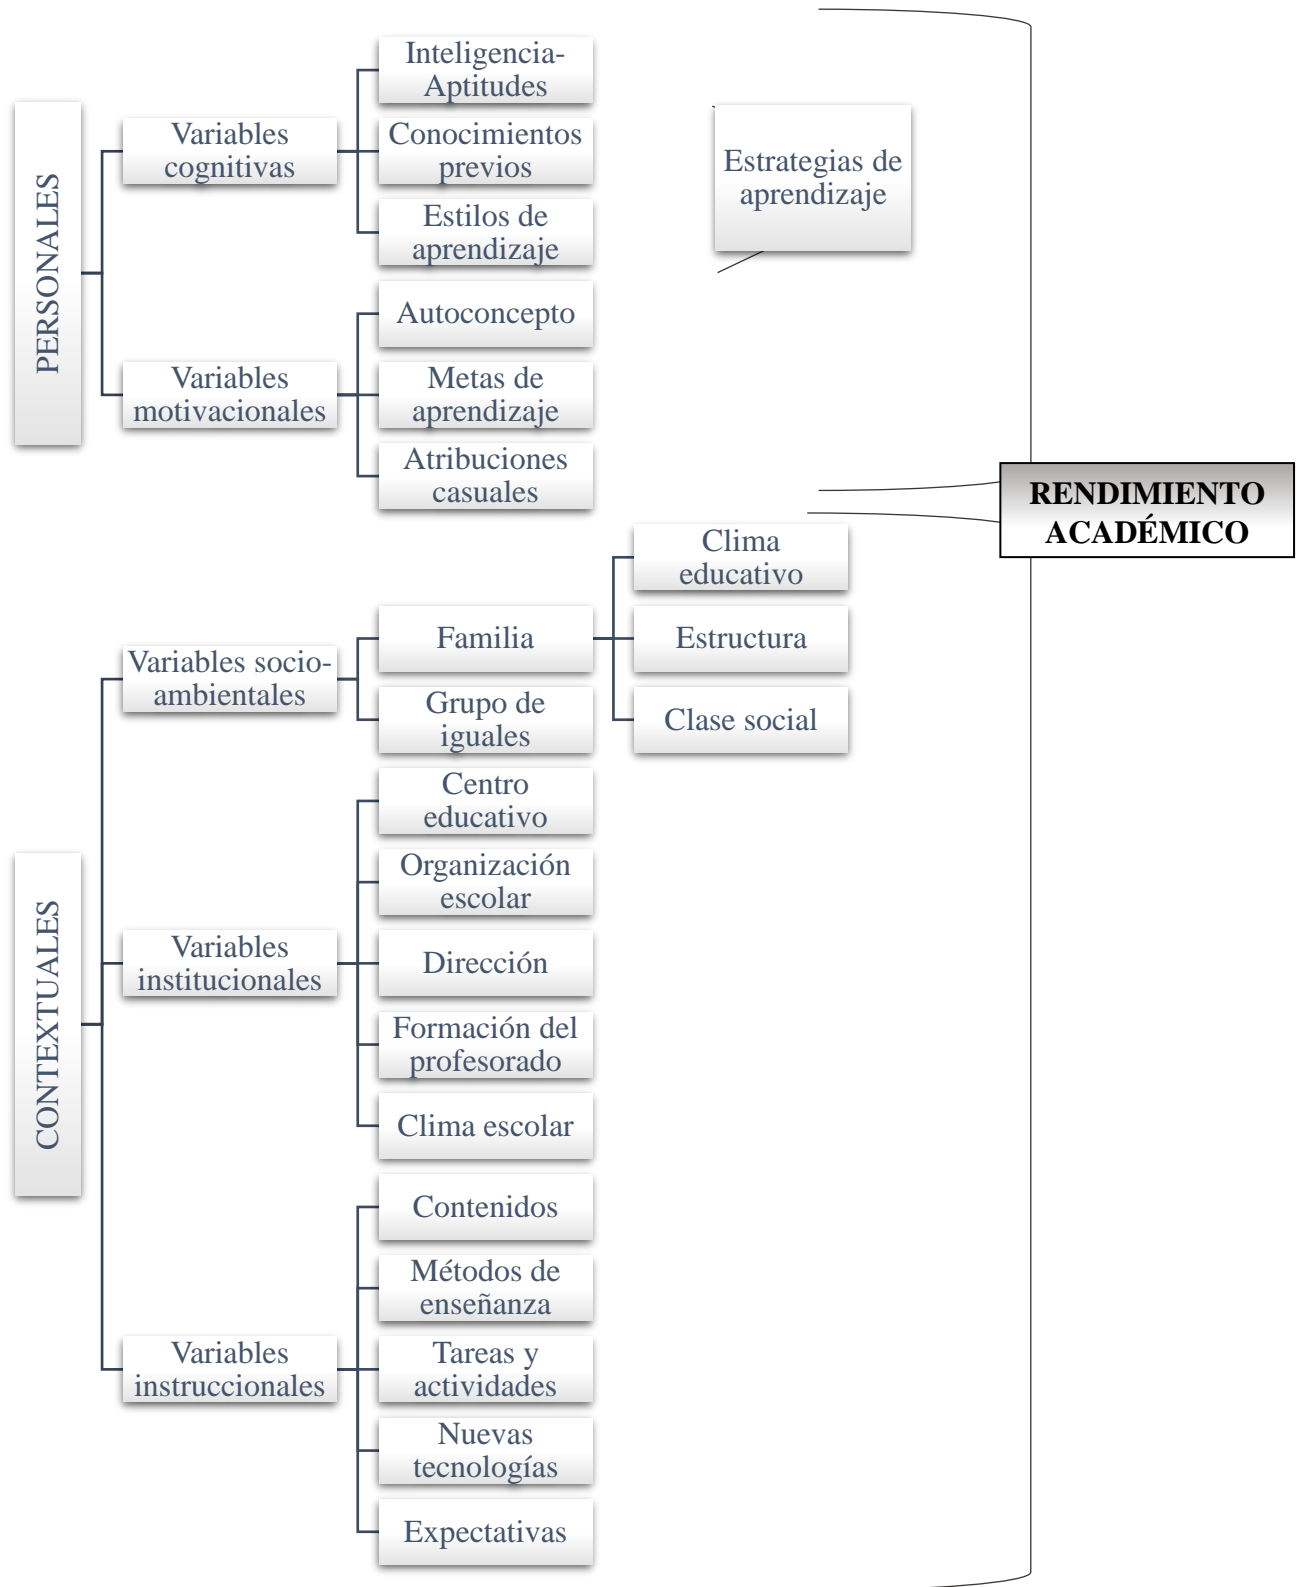 PERSONALES
Variables
cognitivas
Inteligencia-
Aptitudes
Conocimientos
previos
Estilos de
aprendizaje
Estrategias de
aprendizaje
Variables
motivacionales
Autoconcepto
Metas de
aprendizaje
Atribuciones
casuales
RENDIMIENTO
ACADÉMICO
CONTEXTUALES
Variables socio-
ambientales
Familia
Clima
educativo
Estructura
Clase social
Grupo de
iguales
Variables
institucionales
Centro
educativo
Organización
escolar
Dirección
Formación del
profesorado
Clima escolar
Variables
instruccionales
Contenidos
Métodos de
enseñanza
Tareas y
actividades
Nuevas
tecnologías
Expectativas